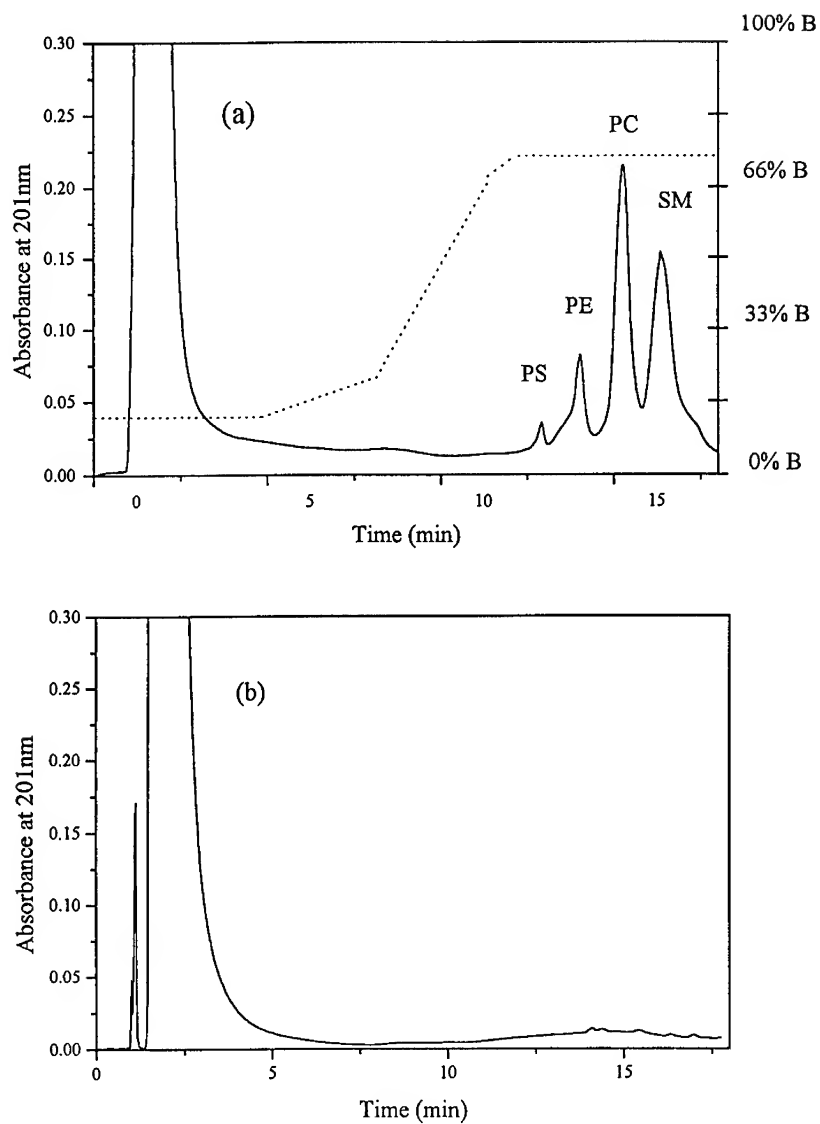 100% B
0.30
(a)
PC
0.25
66% B
0.20
SM
0.15
PE
33% B
0.10
PS
0.05
0.00
0% B
0 5 10 15
Absorbance at 201nm
Time (min)
0.30
(b)
0.25
0.20
0.15
0.10
0.05
0.00
0 5 10 15
Absorbance at 201nm
Time (min)